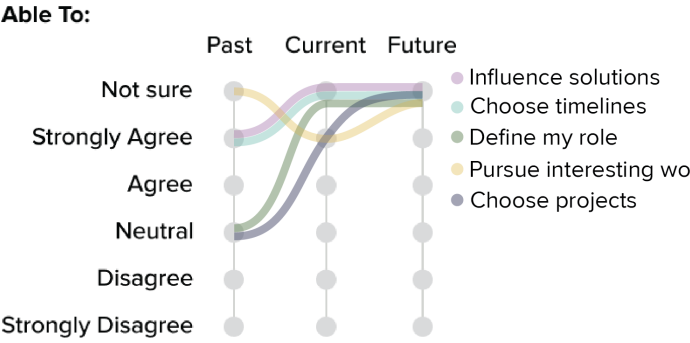 Able To:
Past Current Future
Not sure
Strongly Agree
Agree
Neutral
Disagree
Strongly Disagree
Influence solutions
Choose timelines
Define my role
Pursue interesting wo
Choose projects